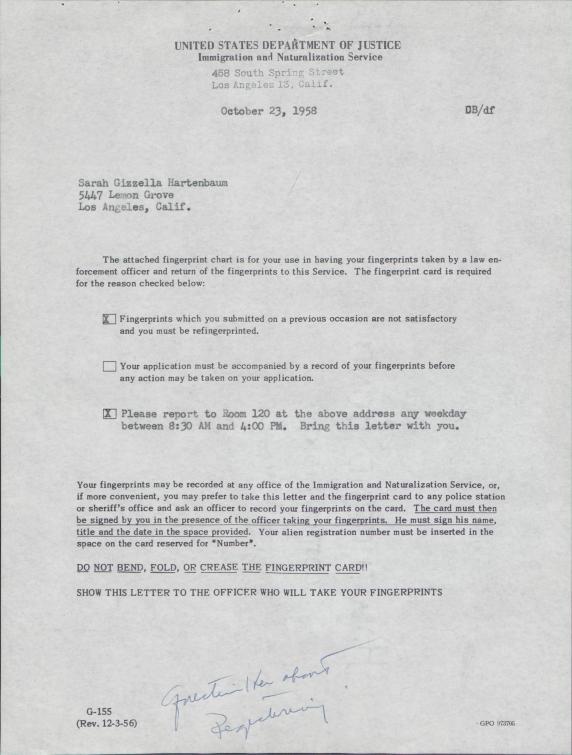 UNITED STATES DEPARTMENT OF JUSTICE
Immigration and Naturalization Service
458 South Spring Street
Los Angeles 13, Calif.
October 23, 1958 DB/df
Sarah Gizzella Hartenbaum
5447 Lemon Grove
Los Angeles, Calif.
The attached fingerprint chart is for your use in having your fingerprints taken by a law en-
forcement officer and return of the fingerprints to this Service. The fingerprint card is required
for the reason checked below:
X Fingerprints which you submitted on a previous occasion are not satisfactory
and you must be refingerprinted.
Your application must be accompanied by a record of your fingerprints before
any action may be taken on your application.
X Please report to Room 120 at the above address any weekday
between 8:30 AM and 4:00 PM. Bring this letter with you.
Your fingerprints may be recorded at any office of the Immigration and Naturalization Service, or,
if more convenient, you may prefer to take this letter and the fingerprint card to any police station
or sheriff's office and ask an officer to record your fingerprints on the card. The card must then
be signed by you in the presence of the officer taking your fingerprints. He must sign his name,
title and the date in the space provided. Your alien registration number must be inserted in the
space on the card reserved for "Number".
DO NOT BEND, FOLD, OR CREASE THE FINGERPRINT CARD!!
SHOW THIS LETTER TO THE OFFICER WHO WILL TAKE YOUR FINGERPRINTS
her about
Registering
G-155
(Rev. 12-3-56) GPO 973705